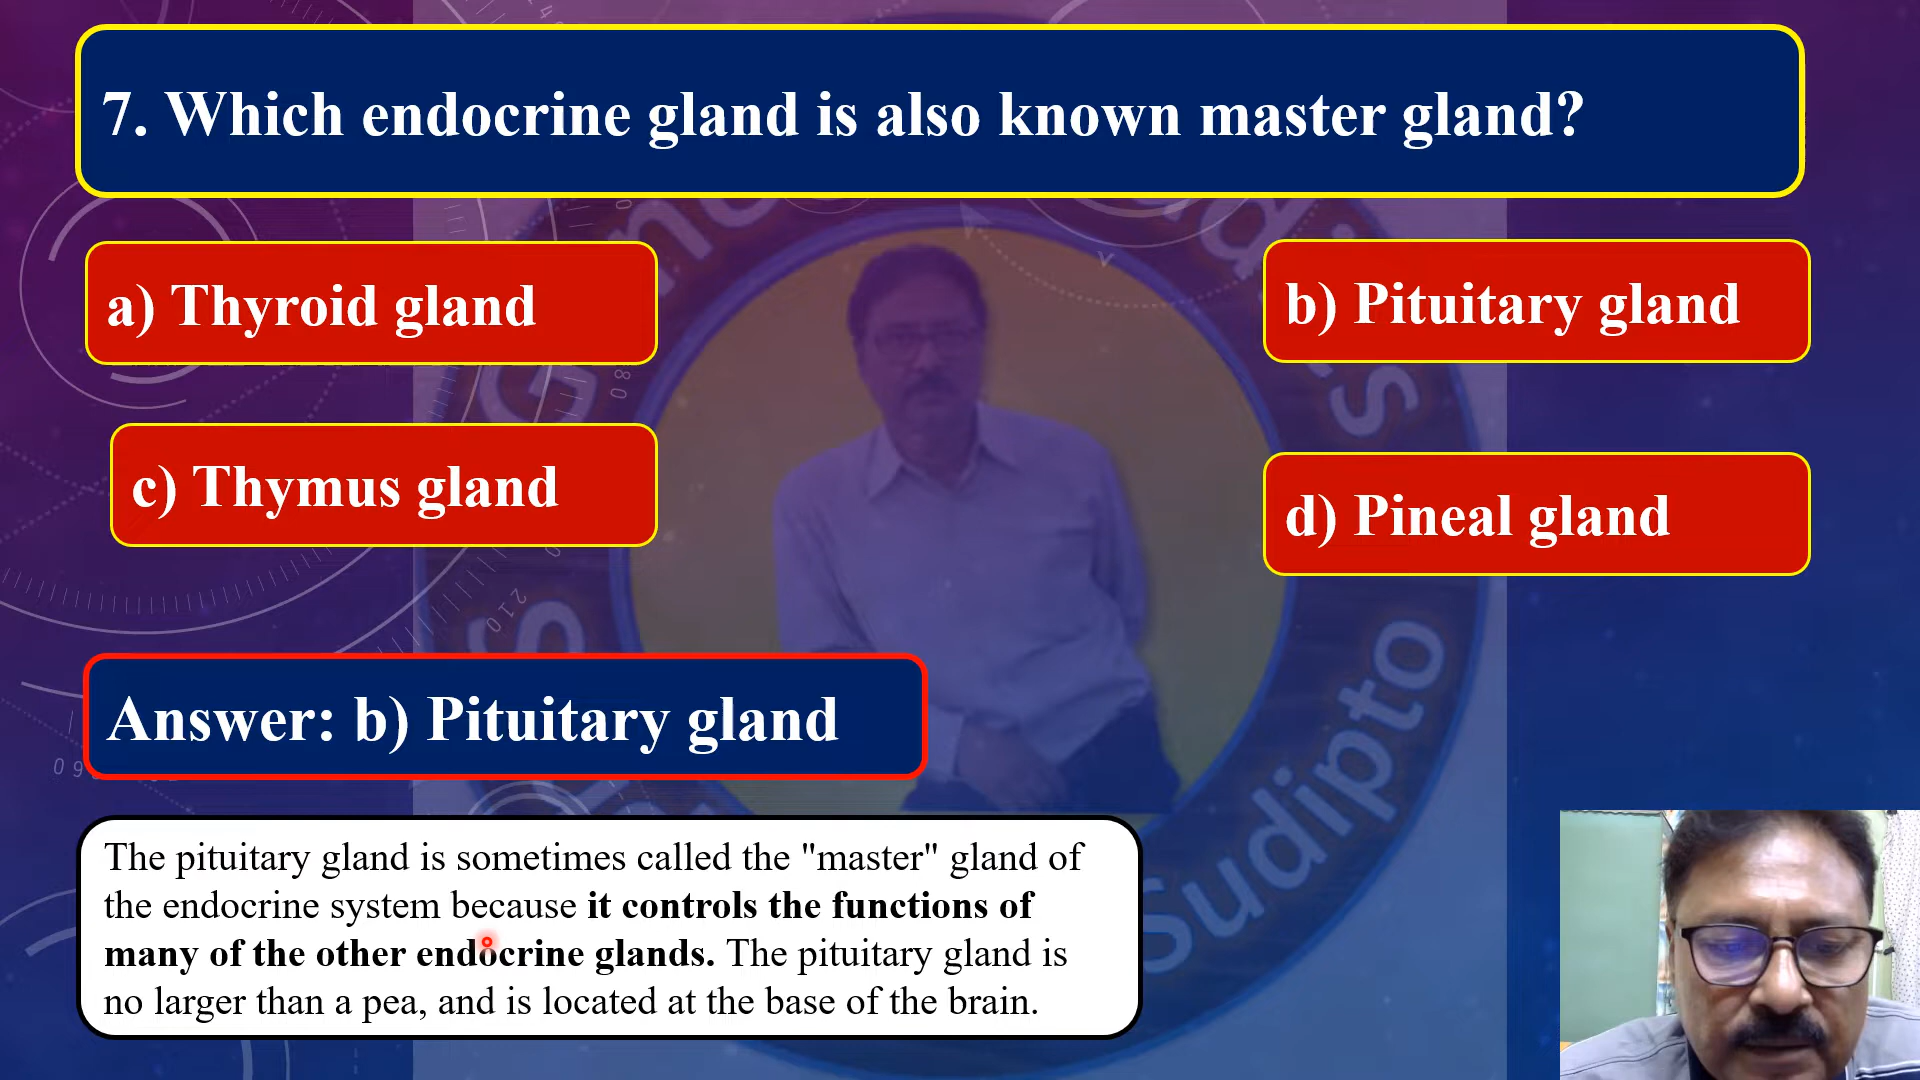 7. Which endocrine gland is also known master gland?
a) Thyroid gland
b) Pituitary gland
c) Thymus gland
d) Pineal gland
Answer: b) Pituitary gland
The pituitary gland is sometimes called the "master" gland of
the endocrine system because it controls the functions of
many of the other endocrine glands. The pituitary gland is
no larger than a pea, and is located at the base of the brain.
Sudipto
210